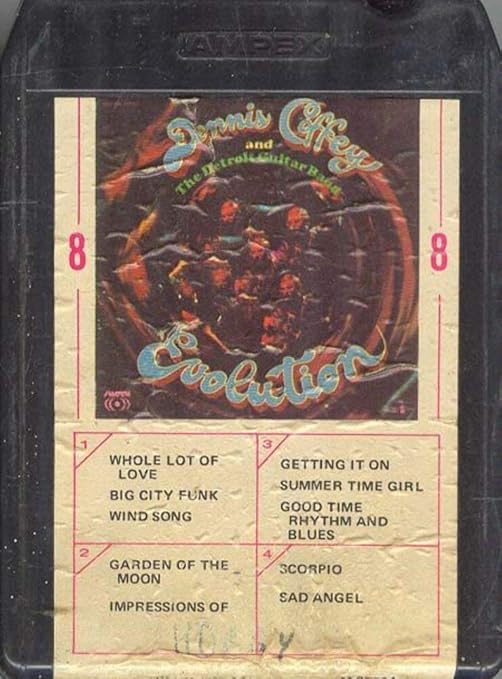 AMPEX
Dennis Coffey
and
The Detroit Guitar Band
8
8
Evolution
1
WHOLE LOT OF
LOVE
BIG CITY FUNK
WIND SONG
2
GARDEN OF THE
MOON
IMPRESSIONS OF
3
GETTING IT ON
SUMMER TIME GIRL
GOOD TIME
RHYTHM AND
BLUES
4
SCORPIO
SAD ANGEL